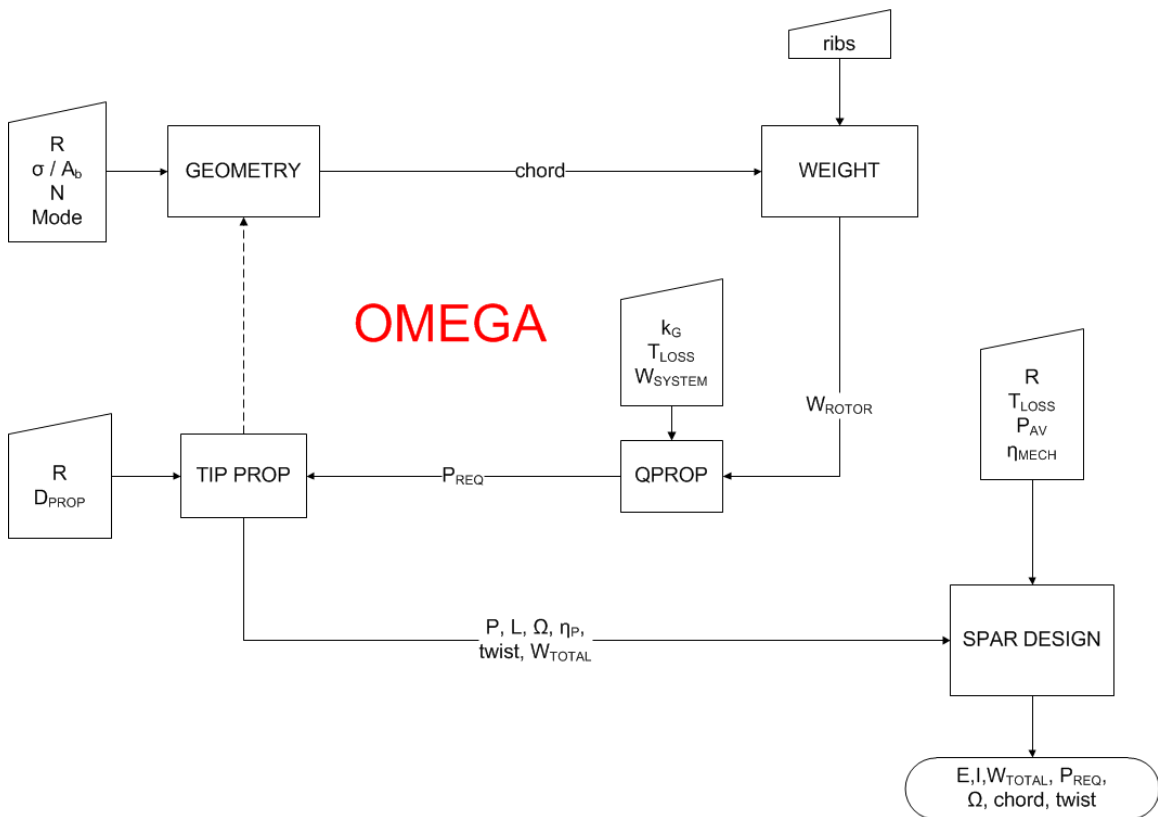 ribs
R
σ / A_b
N
Mode
GEOMETRY
chord
WEIGHT
OMEGA
k_G
T_LOSS
W_SYSTEM
R
T_LOSS
P_AV
η_MECH
W_ROTOR
R
D_PROP
TIP PROP
P_REQ
QPROP
P, L, Ω, η_P,
twist, W_TOTAL
SPAR DESIGN
E,I,W_TOTAL, P_REQ,
Ω, chord, twist